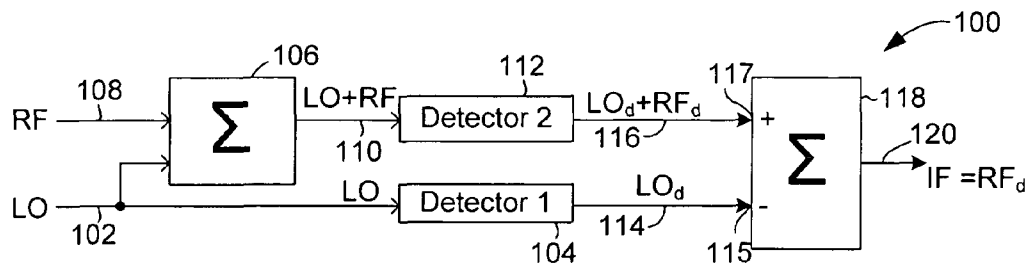 100
106
112
117
118
RF
108
Σ
LO+RF
110
Detector 2
LO_d+RF_d
116
+
Σ
120
IF =RF_d
LO
102
LO
Detector 1
104
LO_d
114
-
115